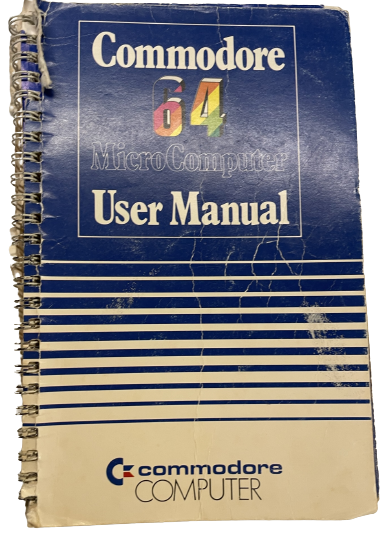 Commodore
64
MicroComputer
User Manual
commodore
COMPUTER